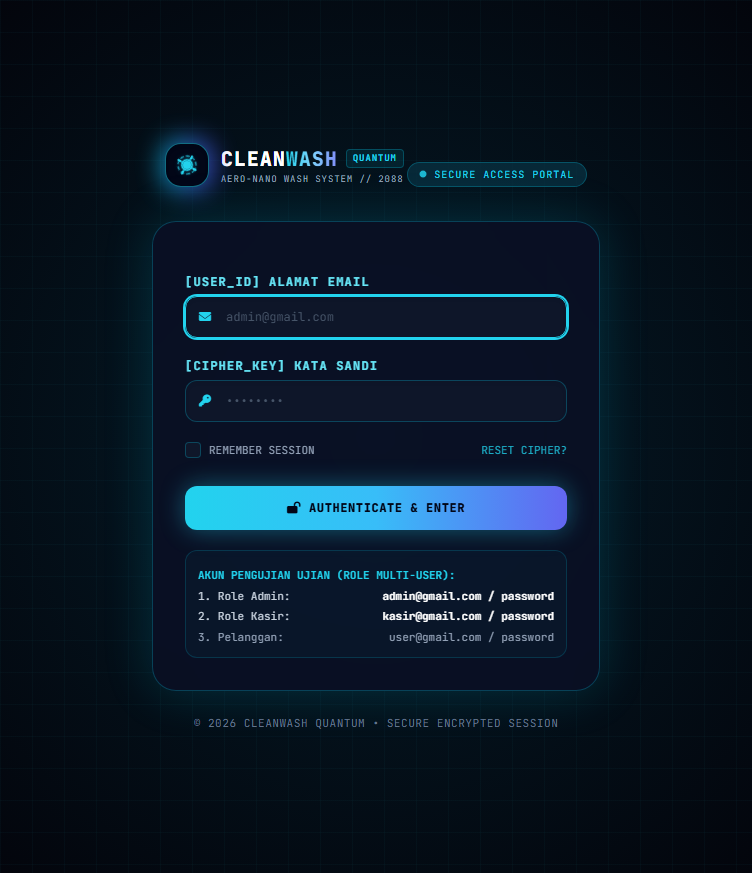 CLEANWASH QUANTUM
AERO-NANO WASH SYSTEM // 2088
SECURE ACCESS PORTAL
[USER_ID] ALAMAT EMAIL
admin@gmail.com
[CIPHER_KEY] KATA SANDI
••••••••
REMEMBER SESSION RESET CIPHER?
AUTHENTICATE & ENTER
AKUN PENGUJIAN UJIAN (ROLE MULTI-USER):
1. Role Admin: admin@gmail.com / password
2. Role Kasir: kasir@gmail.com / password
3. Pelanggan: user@gmail.com / password
© 2026 CLEANWASH QUANTUM • SECURE ENCRYPTED SESSION